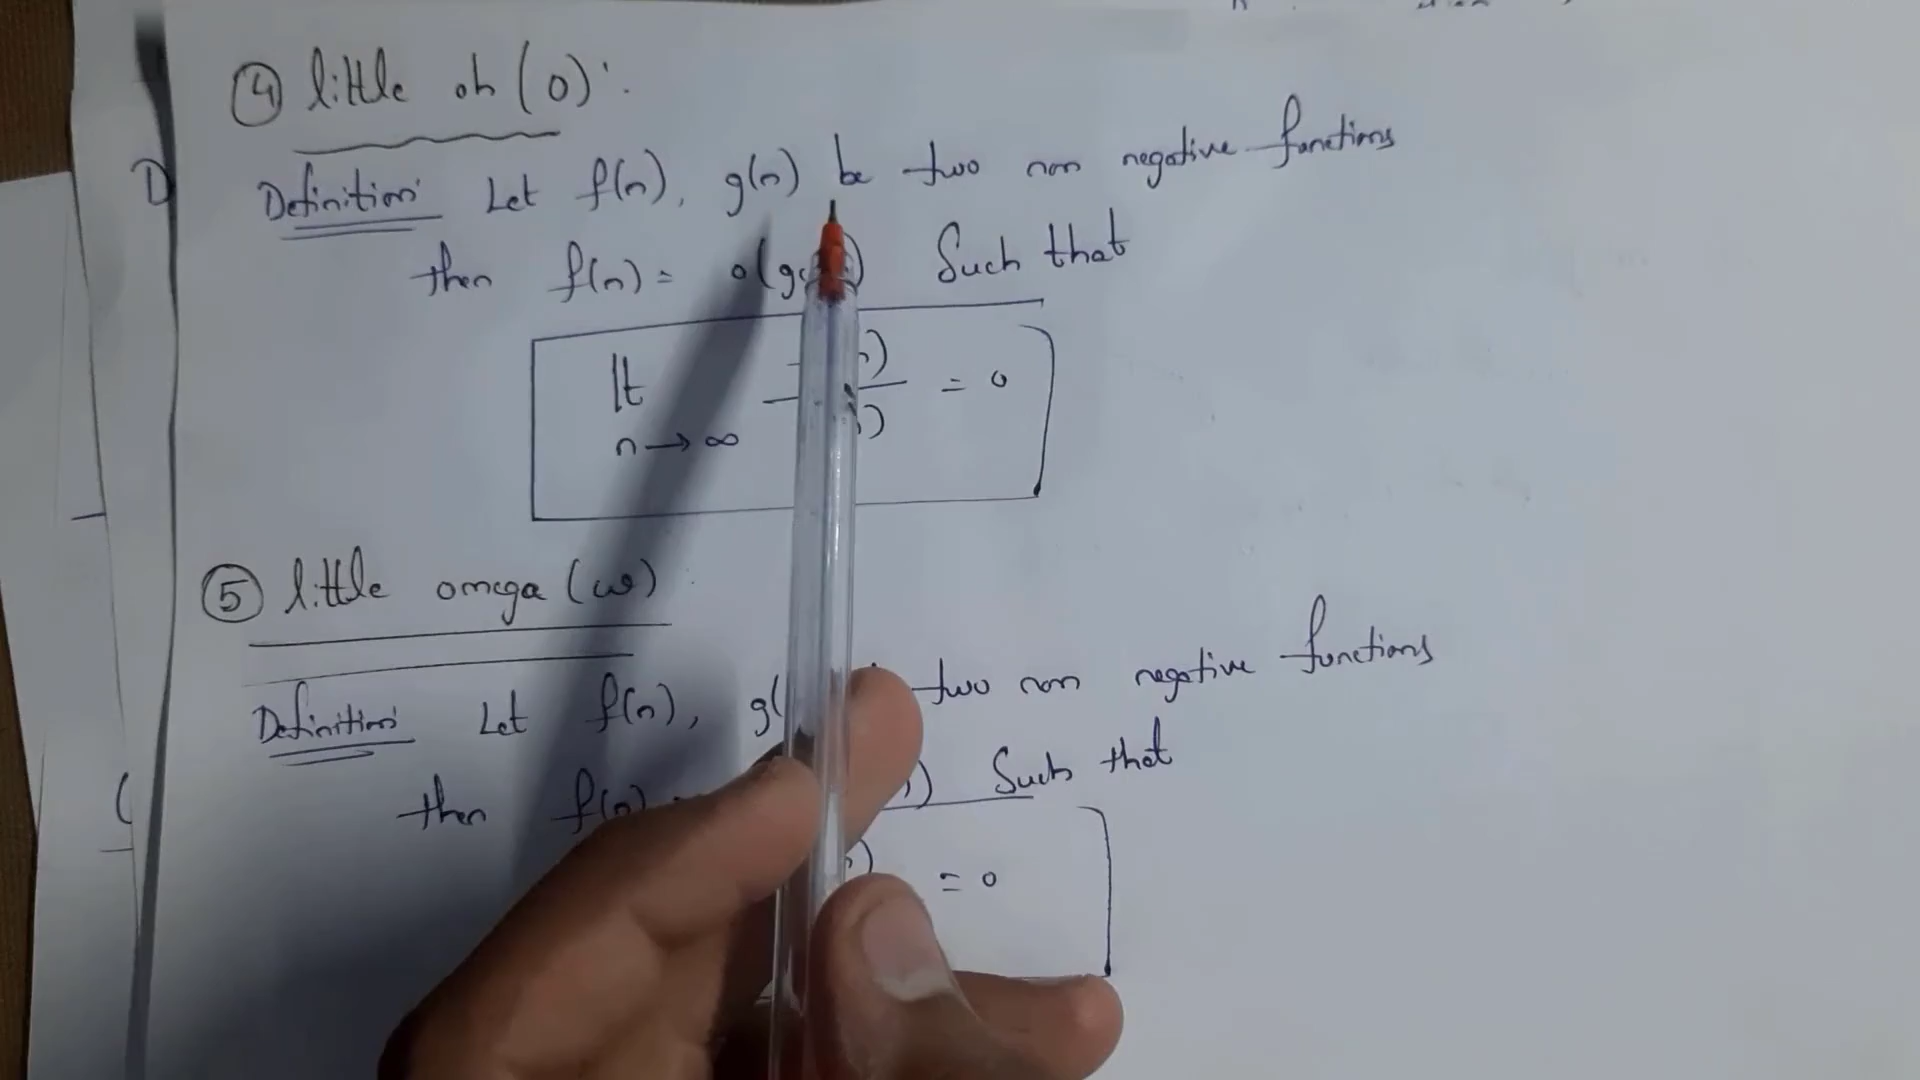 ④ little oh (o):
Definition: Let f(n), g(n) be two non negative functions
then f(n) = o(g Such that
lt = 0
n → ∞ n)
⑤ little omega (ω)
Definition: Let f(n), g( two non negative functions
then f(n) ) Such that
n) = 0